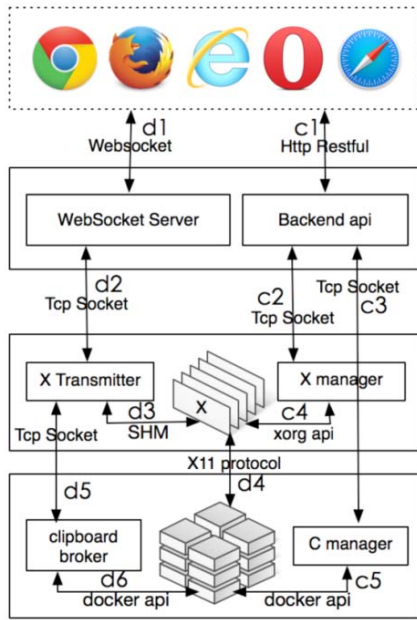 d1
c1
Websocket
Http Restful
WebSocket Server
Backend api
d2
Tcp Socket
c2
Tcp Socket
Tcp Socket
c3
X Transmitter
X
X manager
d3
SHM
c4
xorg api
Tcp Socket
X11 protocol
d5
d4
clipboard
broker
C manager
d6
docker api
c5
docker api